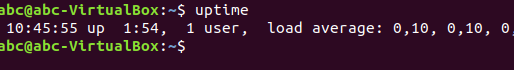 abc@abc-VirtualBox:~$ uptime
 10:45:55 up  1:54,  1 user,  load average: 0,10, 0,10, 0,
abc@abc-VirtualBox:~$